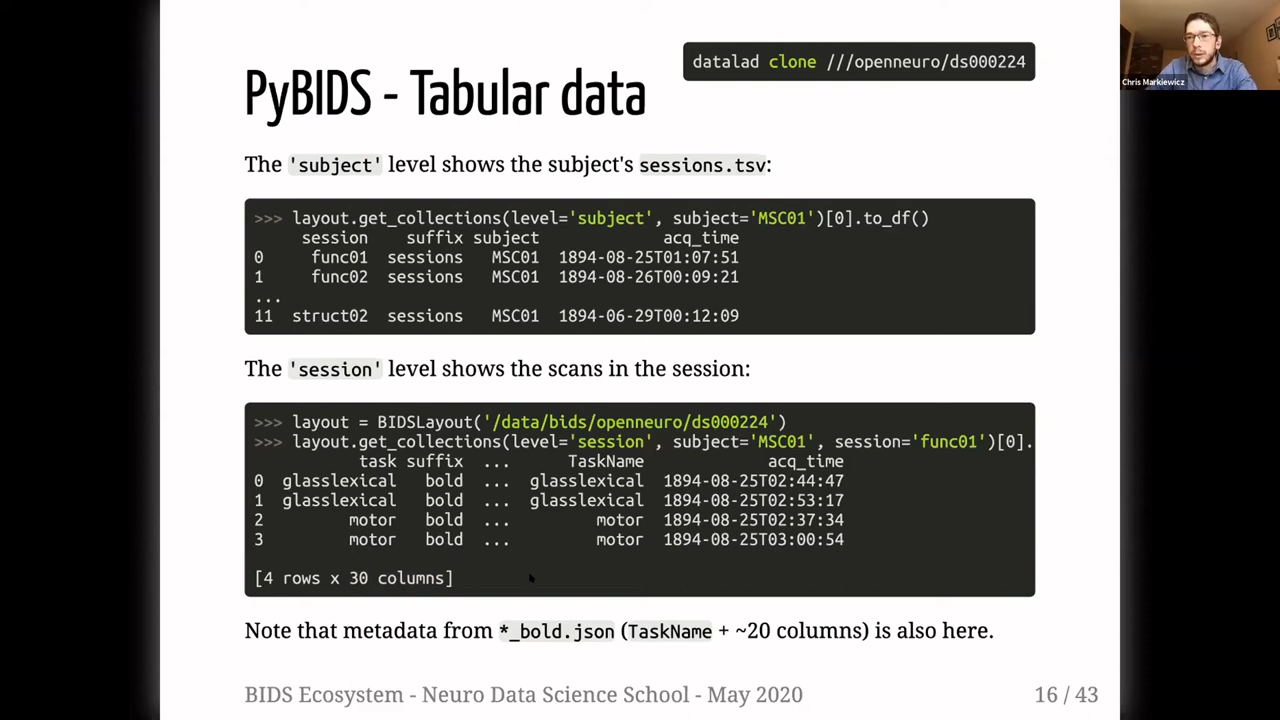 datalad clone ///openneuro/ds000224
Chris Markiewicz
PyBIDS - Tabular data
The 'subject' level shows the subject's sessions.tsv:
>>> layout.get_collections(level='subject', subject='MSC01')[0].to_df()
session suffix subject acq_time
0 func01 sessions MSC01 1894-08-25T01:07:51
1 func02 sessions MSC01 1894-08-26T00:09:21
...
11 struct02 sessions MSC01 1894-06-29T00:12:09
The 'session' level shows the scans in the session:
>>> layout = BIDSLayout('/data/bids/openneuro/ds000224')
>>> layout.get_collections(level='session', subject='MSC01', session='func01')[0].
task suffix ... TaskName acq_time
0 glasslexical bold ... glasslexical 1894-08-25T02:44:47
1 glasslexical bold ... glasslexical 1894-08-25T02:53:17
2 motor bold ... motor 1894-08-25T02:37:34
3 motor bold ... motor 1894-08-25T03:00:54
[4 rows x 30 columns]
Note that metadata from *_bold.json (TaskName + ~20 columns) is also here.
BIDS Ecosystem - Neuro Data Science School - May 2020
16 / 43